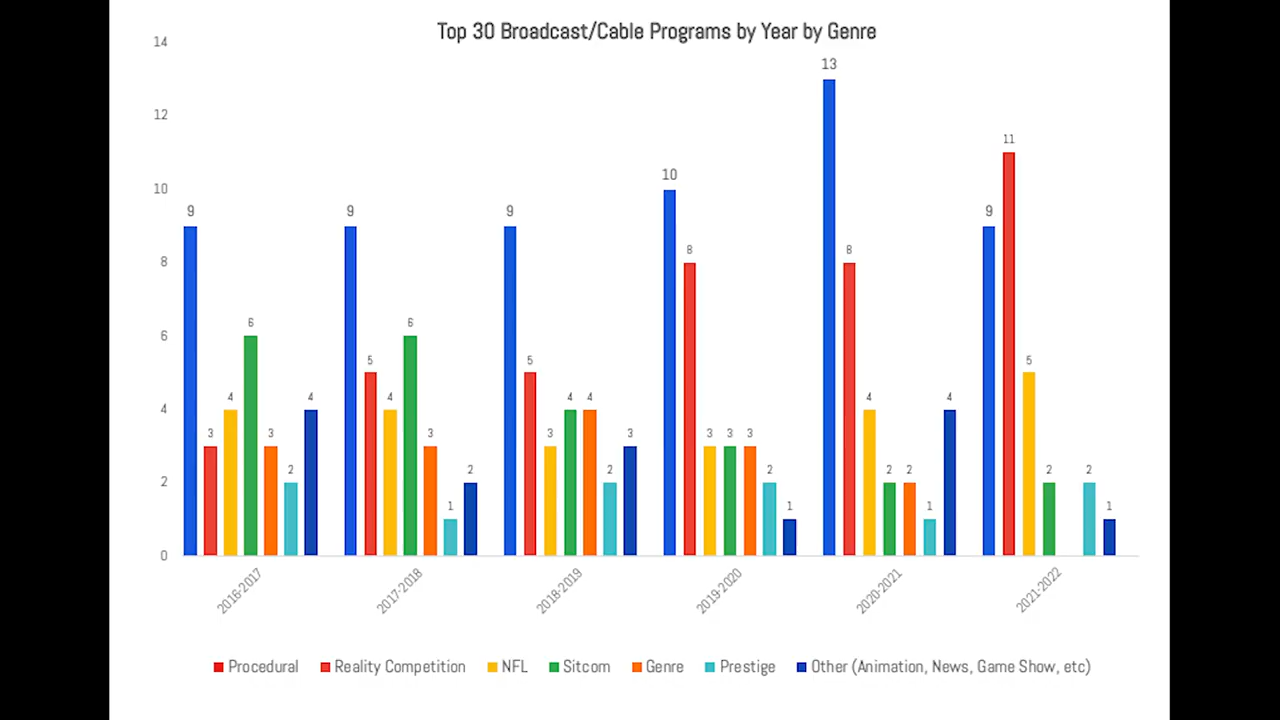 Top 30 Broadcast/Cable Programs by Year by Genre
14
12
10
8
6
4
2
0
9 3 4 6 3 2 4
9 5 4 6 3 1 2
9 5 3 4 4 2 3
10 8 3 3 3 2 1
13 8 4 2 2 1 4
9 11 5 2 2 1
2016-2017 2017-2018 2018-2019 2019-2020 2020-2021 2021-2022
Procedural Reality Competition NFL Sitcom Genre Prestige Other (Animation, News, Game Show, etc)